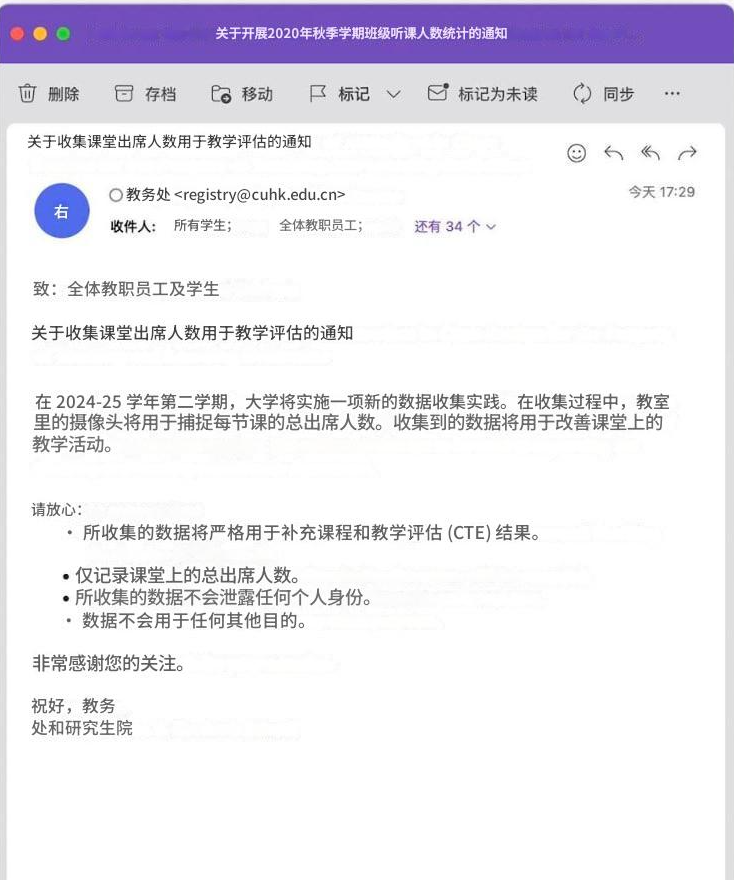 关于开展2020年秋季学期班级听课人数统计的通知
删除 存档 移动 标记 标记为未读 同步 ···
关于收集课堂出席人数用于教学评估的通知
右
教务处 <registry@cuhk.edu.cn>
今天 17:29
收件人: 所有学生; 全体教职员工; 还有 34 个
致：全体教职员工及学生
关于收集课堂出席人数用于教学评估的通知
在 2024-25 学年第二学期，大学将实施一项新的数据收集实践。在收集过程中，教室
里的摄像头将用于捕捉每节课的总出席人数。收集到的数据将用于改善课堂上的
教学活动。
请放心：
• 所收集的数据将严格用于补充课程和教学评估 (CTE) 结果。
• 仅记录课堂上的总出席人数。
• 所收集的数据不会泄露任何个人身份。
• 数据不会用于任何其他目的。
非常感谢您的关注。
祝好，教务
处和研究生院